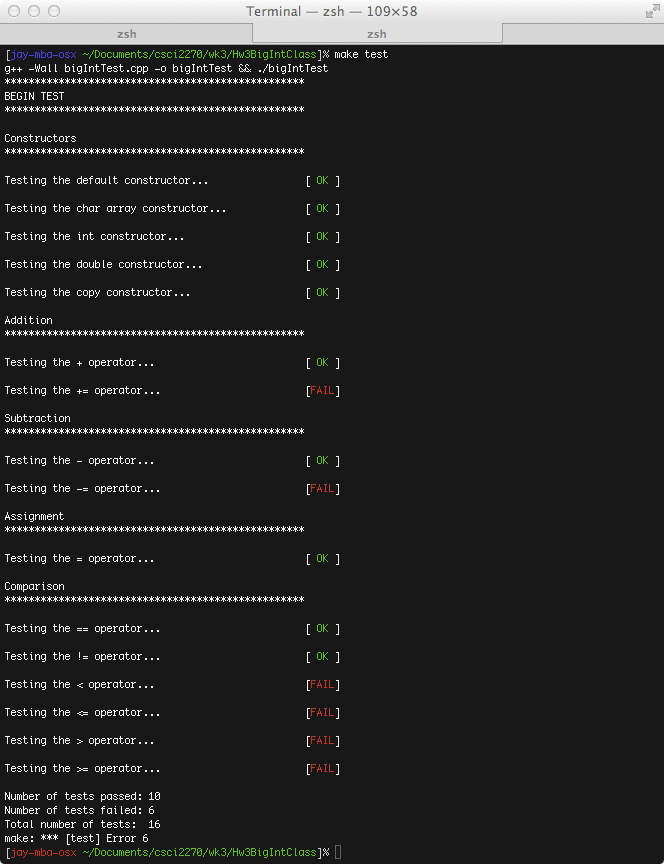 Terminal — zsh — 109×58
zsh
zsh
[jay-mba-osx ~/Documents/csci2270/wk3/Hw3BigIntClass]% make test
g++ -Wall bigIntTest.cpp -o bigIntTest && ./bigIntTest
**************************************************
BEGIN TEST
**************************************************
Constructors
**************************************************
Testing the default constructor... [ OK ]
Testing the char array constructor... [ OK ]
Testing the int constructor... [ OK ]
Testing the double constructor... [ OK ]
Testing the copy constructor... [ OK ]
Addition
**************************************************
Testing the + operator... [ OK ]
Testing the += operator... [FAIL]
Subtraction
**************************************************
Testing the - operator... [ OK ]
Testing the -= operator... [FAIL]
Assignment
**************************************************
Testing the = operator... [ OK ]
Comparison
**************************************************
Testing the == operator... [ OK ]
Testing the != operator... [ OK ]
Testing the < operator... [FAIL]
Testing the <= operator... [FAIL]
Testing the > operator... [FAIL]
Testing the >= operator... [FAIL]
Number of tests passed: 10
Number of tests failed: 6
Total number of tests:  16
make: *** [test] Error 6
[jay-mba-osx ~/Documents/csci2270/wk3/Hw3BigIntClass]%